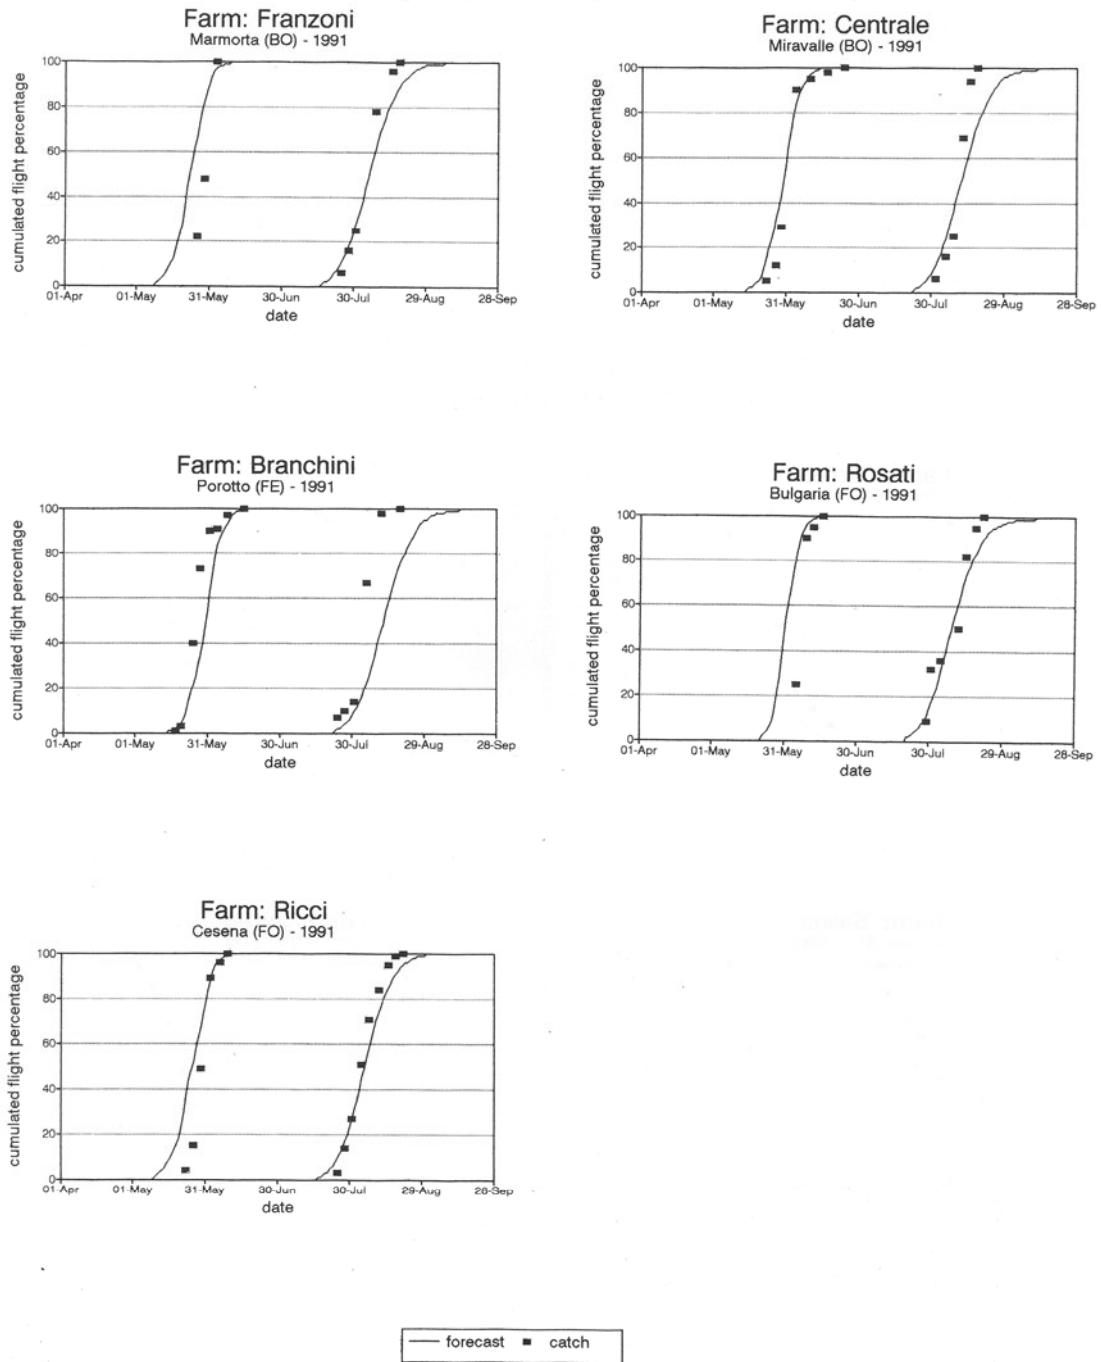 Farm: Franzoni
Marmorta (BO) - 1991
cumulated flight percentage
100
80
60
40
20
0
01-Apr 01-May 31-May 30-Jun 30-Jul 29-Aug 28-Sep
date
Farm: Centrale
Miravalle (BO) - 1991
cumulated flight percentage
100
80
60
40
20
0
01-Apr 01-May 31-May 30-Jun 30-Jul 29-Aug 28-Sep
date
Farm: Branchini
Porotto (FE) - 1991
cumulated flight percentage
100
80
60
40
20
0
01-Apr 01-May 31-May 30-Jun 30-Jul 29-Aug 28-Sep
date
Farm: Rosati
Bulgaria (FO) - 1991
cumulated flight percentage
100
80
60
40
20
0
01-Apr 01-May 31-May 30-Jun 30-Jul 29-Aug 28-Sep
date
Farm: Ricci
Cesena (FO) - 1991
cumulated flight percentage
100
80
60
40
20
0
01-Apr 01-May 31-May 30-Jun 30-Jul 29-Aug 28-Sep
date
forecast catch